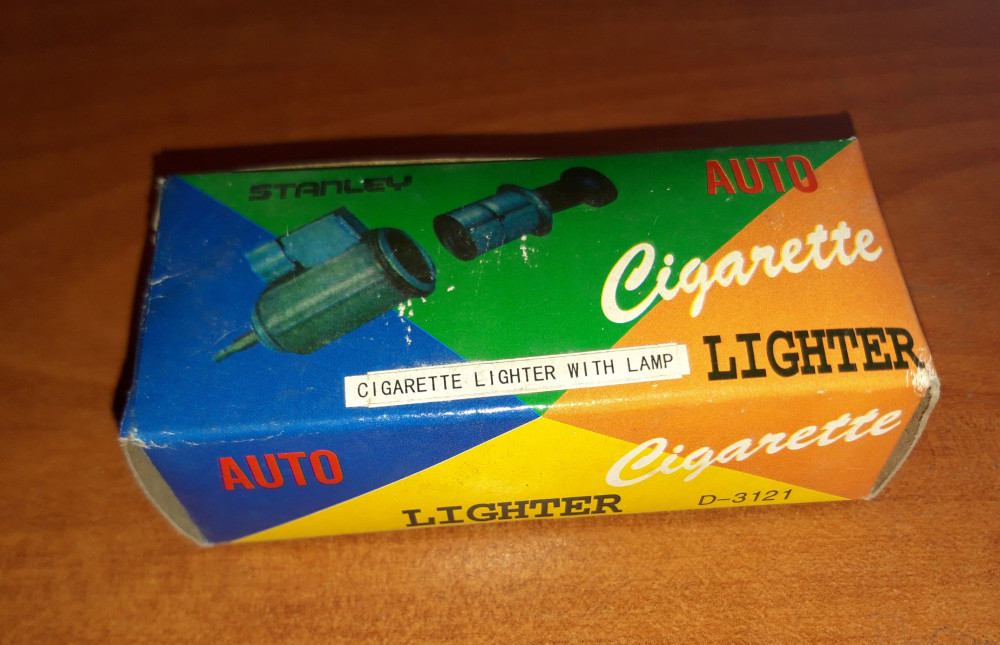 STANLEY
AUTO
Cigarette
LIGHTER
CIGARETTE LIGHTER WITH LAMP
AUTO
Cigarette
LIGHTER
D-3121